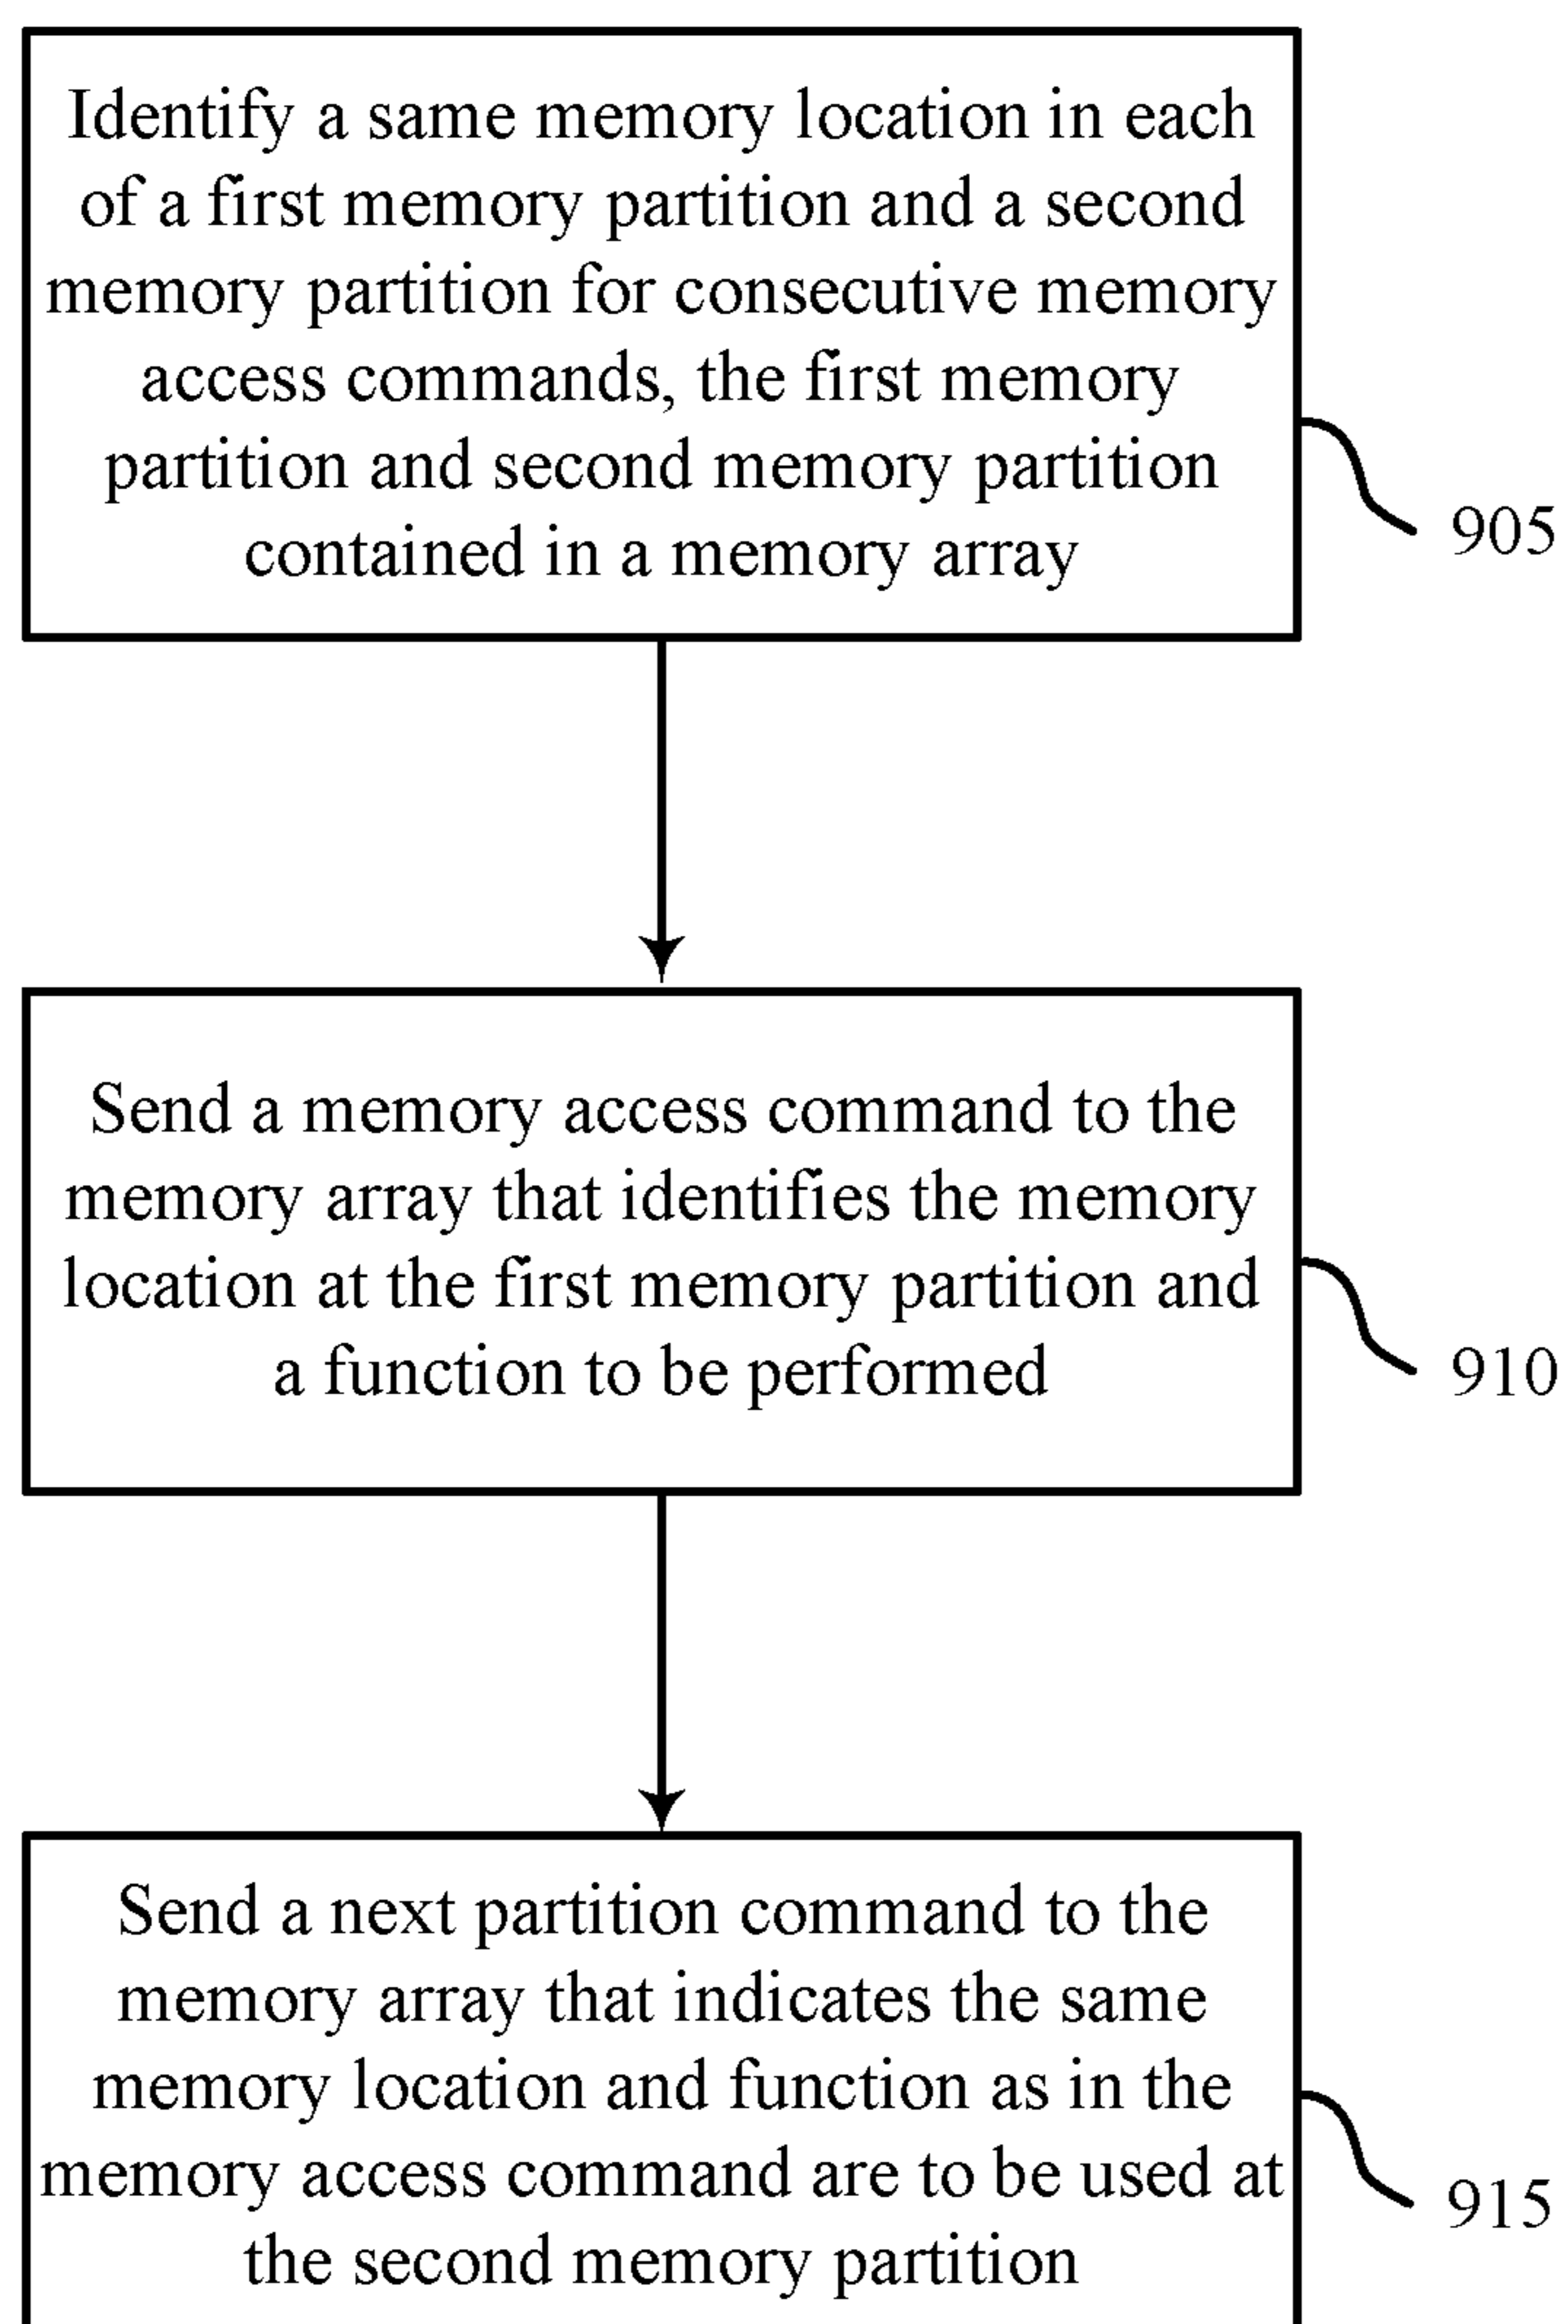 Identify a same memory location in each
of a first memory partition and a second
memory partition for consecutive memory
access commands, the first memory
partition and second memory partition
contained in a memory array
905
Send a memory access command to the
memory array that identifies the memory
location at the first memory partition and
a function to be performed
910
Send a next partition command to the
memory array that indicates the same
memory location and function as in the
memory access command are to be used at
the second memory partition
915